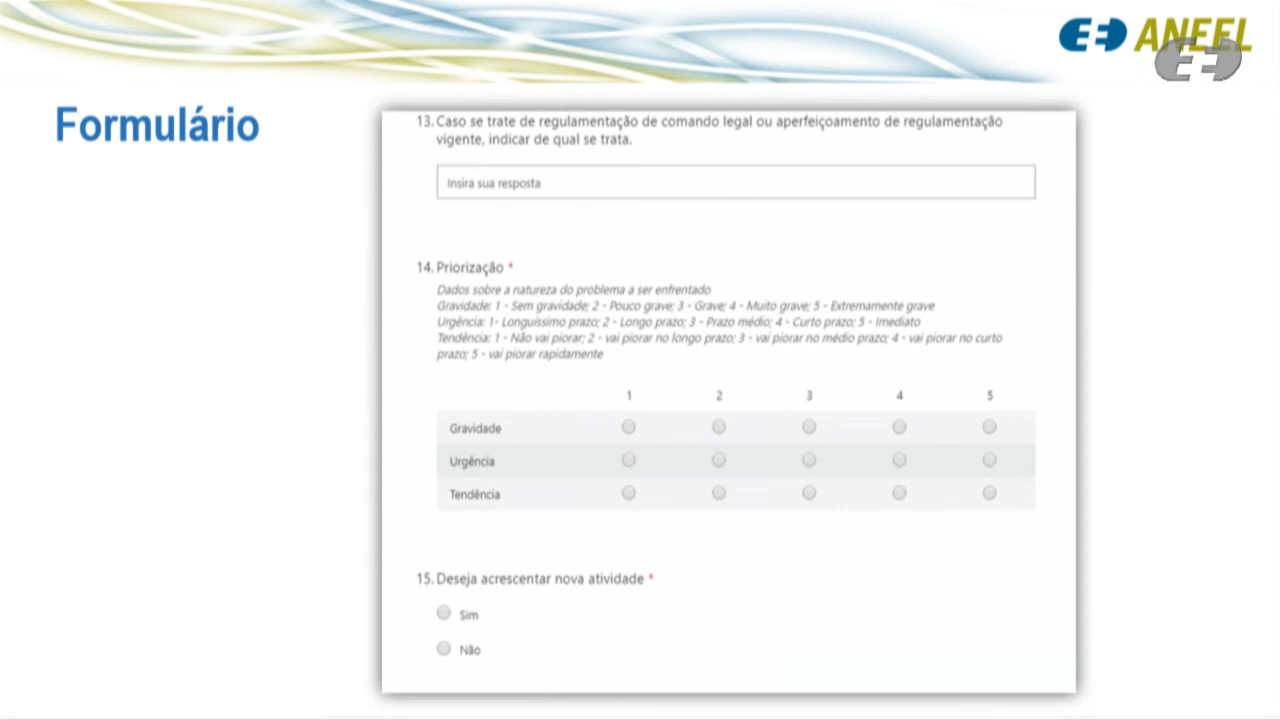 ANEEL
Formulário
13. Caso se trate de regulamentação de comando legal ou aperfeiçoamento de regulamentação
vigente, indicar de qual se trata.
Insira sua resposta
14. Priorização *
Dados sobre a natureza do problema a ser enfrentado
Gravidade: 1 - Sem gravidade; 2 - Pouco grave; 3 - Grave; 4 - Muito grave; 5 - Extremamente grave
Urgência: 1- Longuíssimo prazo; 2 - Longo prazo; 3 - Prazo médio; 4 - Curto prazo; 5 - Imediato
Tendência: 1 - Não vai piorar; 2 - vai piorar no longo prazo; 3 - vai piorar no médio prazo; 4 - vai piorar no curto
prazo; 5 - vai piorar rapidamente
1 2 3 4 5
Gravidade
Urgência
Tendência
15. Deseja acrescentar nova atividade *
Sim
Não